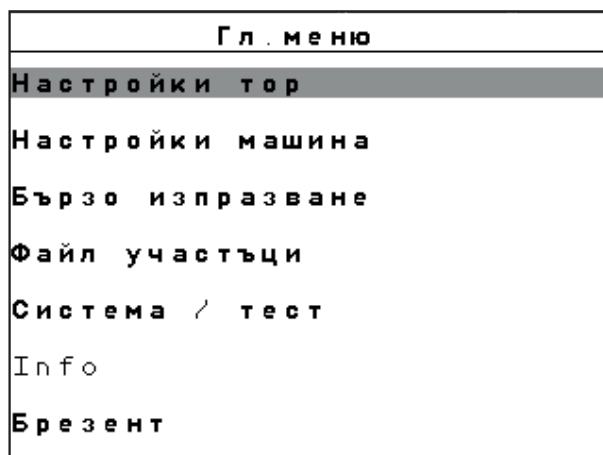 Гл.меню
Настройки тор
Настройки машина
Бързо изпразване
Файл участъци
Система / тест
Info
Брезент